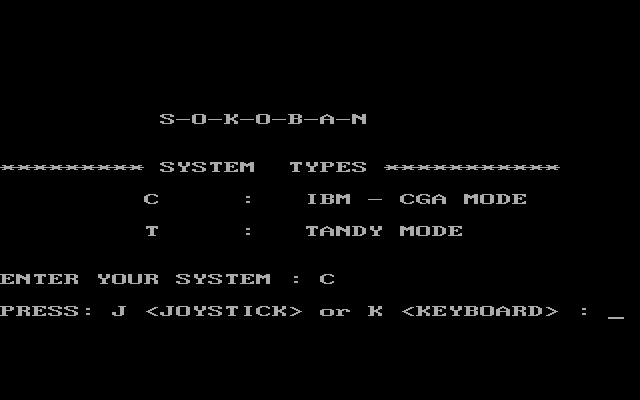 S-O-K-O-B-A-N
********* SYSTEM TYPES ***********
C : IBM - CGA MODE
T : TANDY MODE
ENTER YOUR SYSTEM : C
PRESS: J <JOYSTICK> or K <KEYBOARD> : _